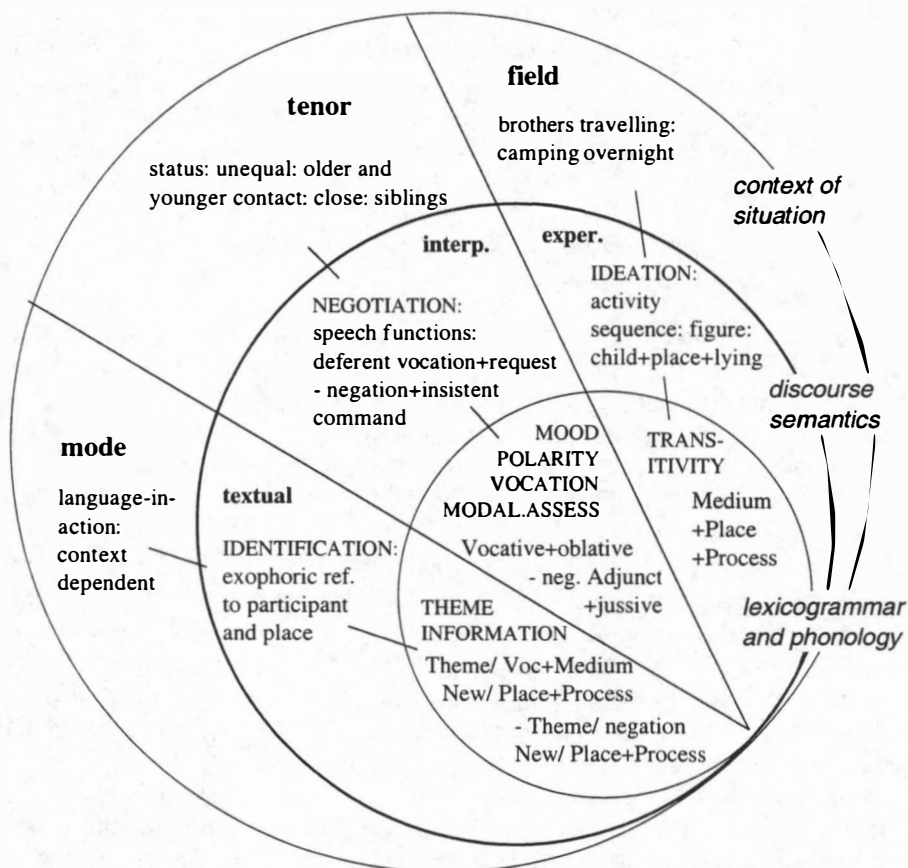 field
tenor
brothers travelling:
camping overnight
status: unequal: older and
younger contact: close: siblings
context of
situation
interp.
exper.
NEGOTIATION:
speech functions:
deferent vocation+request
- negation+insistent
command
IDEATION:
activity
sequence: figure:
child+place+lying
discourse
semantics
mode
language-in-
action:
context
dependent
textual
IDENTIFICATION:
exophoric ref.
to participant
and place
MOOD
POLARITY
VOCATION
MODAL.ASSESS
Vocative+oblative
- neg. Adjunct
+jussive
TRANS-
ITIVITY
Medium
+Place
+Process
lexicogrammar
and phonology
THEME
INFORMATION
Theme/ Voc+Medium
New/ Place+Process
- Theme/ negation
New/ Place+Process